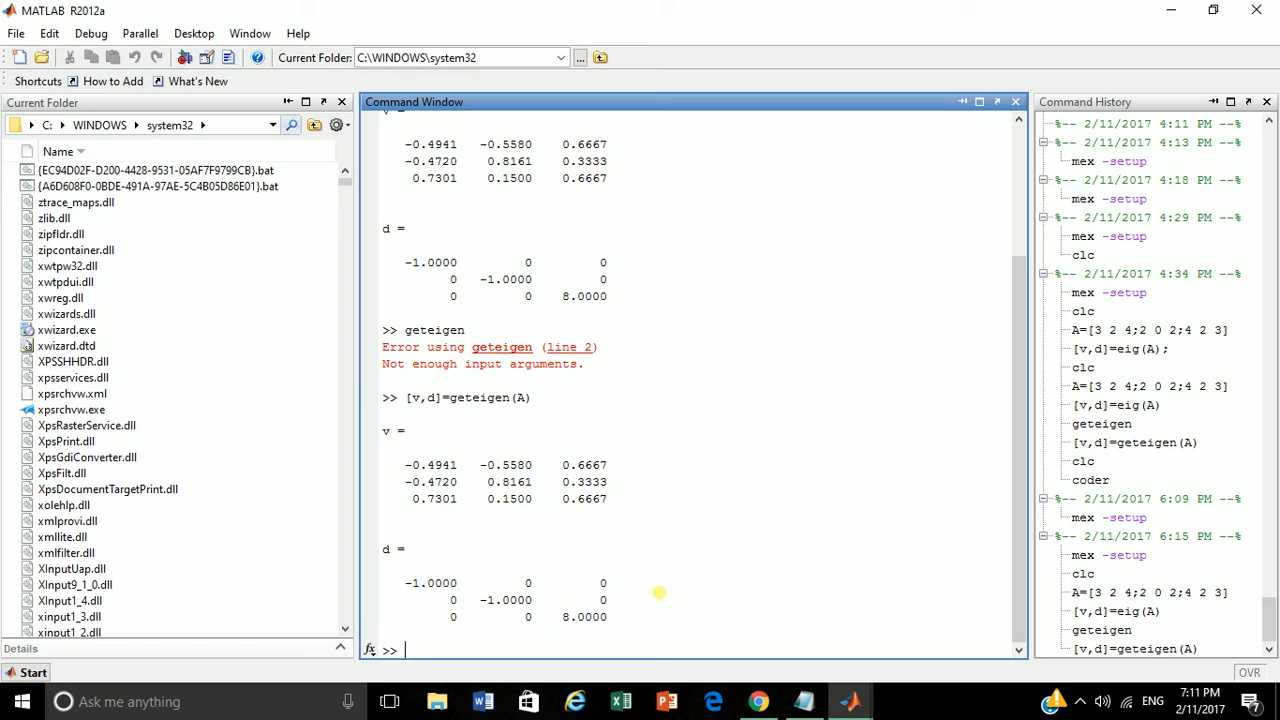 MATLAB R2012a
File Edit Debug Parallel Desktop Window Help
Current Folder: C:\WINDOWS\system32
Shortcuts How to Add What's New
Current Folder
C: WINDOWS system32
Name
{EC94D02F-D200-4428-9531-05AF7F9799CB}.bat
{A6D608F0-0BDE-491A-97AE-5C4B05D86E01}.bat
ztrace_maps.dll
zlib.dll
zipfldr.dll
zipcontainer.dll
xwtpw32.dll
xwtpdui.dll
xwreg.dll
xwizards.dll
xwizard.exe
xwizard.dtd
XPSSHHDR.dll
xpsservices.dll
xpsrchvw.xml
xpsrchvw.exe
XpsRasterService.dll
XpsPrint.dll
XpsGdiConverter.dll
XpsFilt.dll
XpsDocumentTargetPrint.dll
xolehlp.dll
xmlprovi.dll
xmllite.dll
xmlfilter.dll
XInputUap.dll
XInput9_1_0.dll
XInput1_4.dll
xinput1_3.dll
xinput1_2.dll
Details
Start
Command Window
v =
-0.4941 -0.5580 0.6667
-0.4720 0.8161 0.3333
0.7301 0.1500 0.6667
d =
-1.0000 0 0
0 -1.0000 0
0 0 8.0000
>> geteigen
Error using geteigen (line 2)
Not enough input arguments.
>> [v,d]=geteigen(A)
v =
-0.4941 -0.5580 0.6667
-0.4720 0.8161 0.3333
0.7301 0.1500 0.6667
d =
-1.0000 0 0
0 -1.0000 0
0 0 8.0000
fx >>
Command History
%-- 2/11/2017 4:11 PM --%
%-- 2/11/2017 4:13 PM --%
mex -setup
%-- 2/11/2017 4:18 PM --%
mex -setup
%-- 2/11/2017 4:29 PM --%
mex -setup
clc
%-- 2/11/2017 4:34 PM --%
mex -setup
clc
A=[3 2 4;2 0 2;4 2 3]
[v,d]=eig(A);
clc
A=[3 2 4;2 0 2;4 2 3]
[v,d]=eig(A)
geteigen
[v,d]=geteigen(A)
clc
coder
%-- 2/11/2017 6:09 PM --%
mex -setup
%-- 2/11/2017 6:15 PM --%
mex -setup
clc
A=[3 2 4;2 0 2;4 2 3]
[v,d]=eig(A)
geteigen
[v,d]=geteigen(A)
OVR
Ask me anything
ENG
7:11 PM
2/11/2017